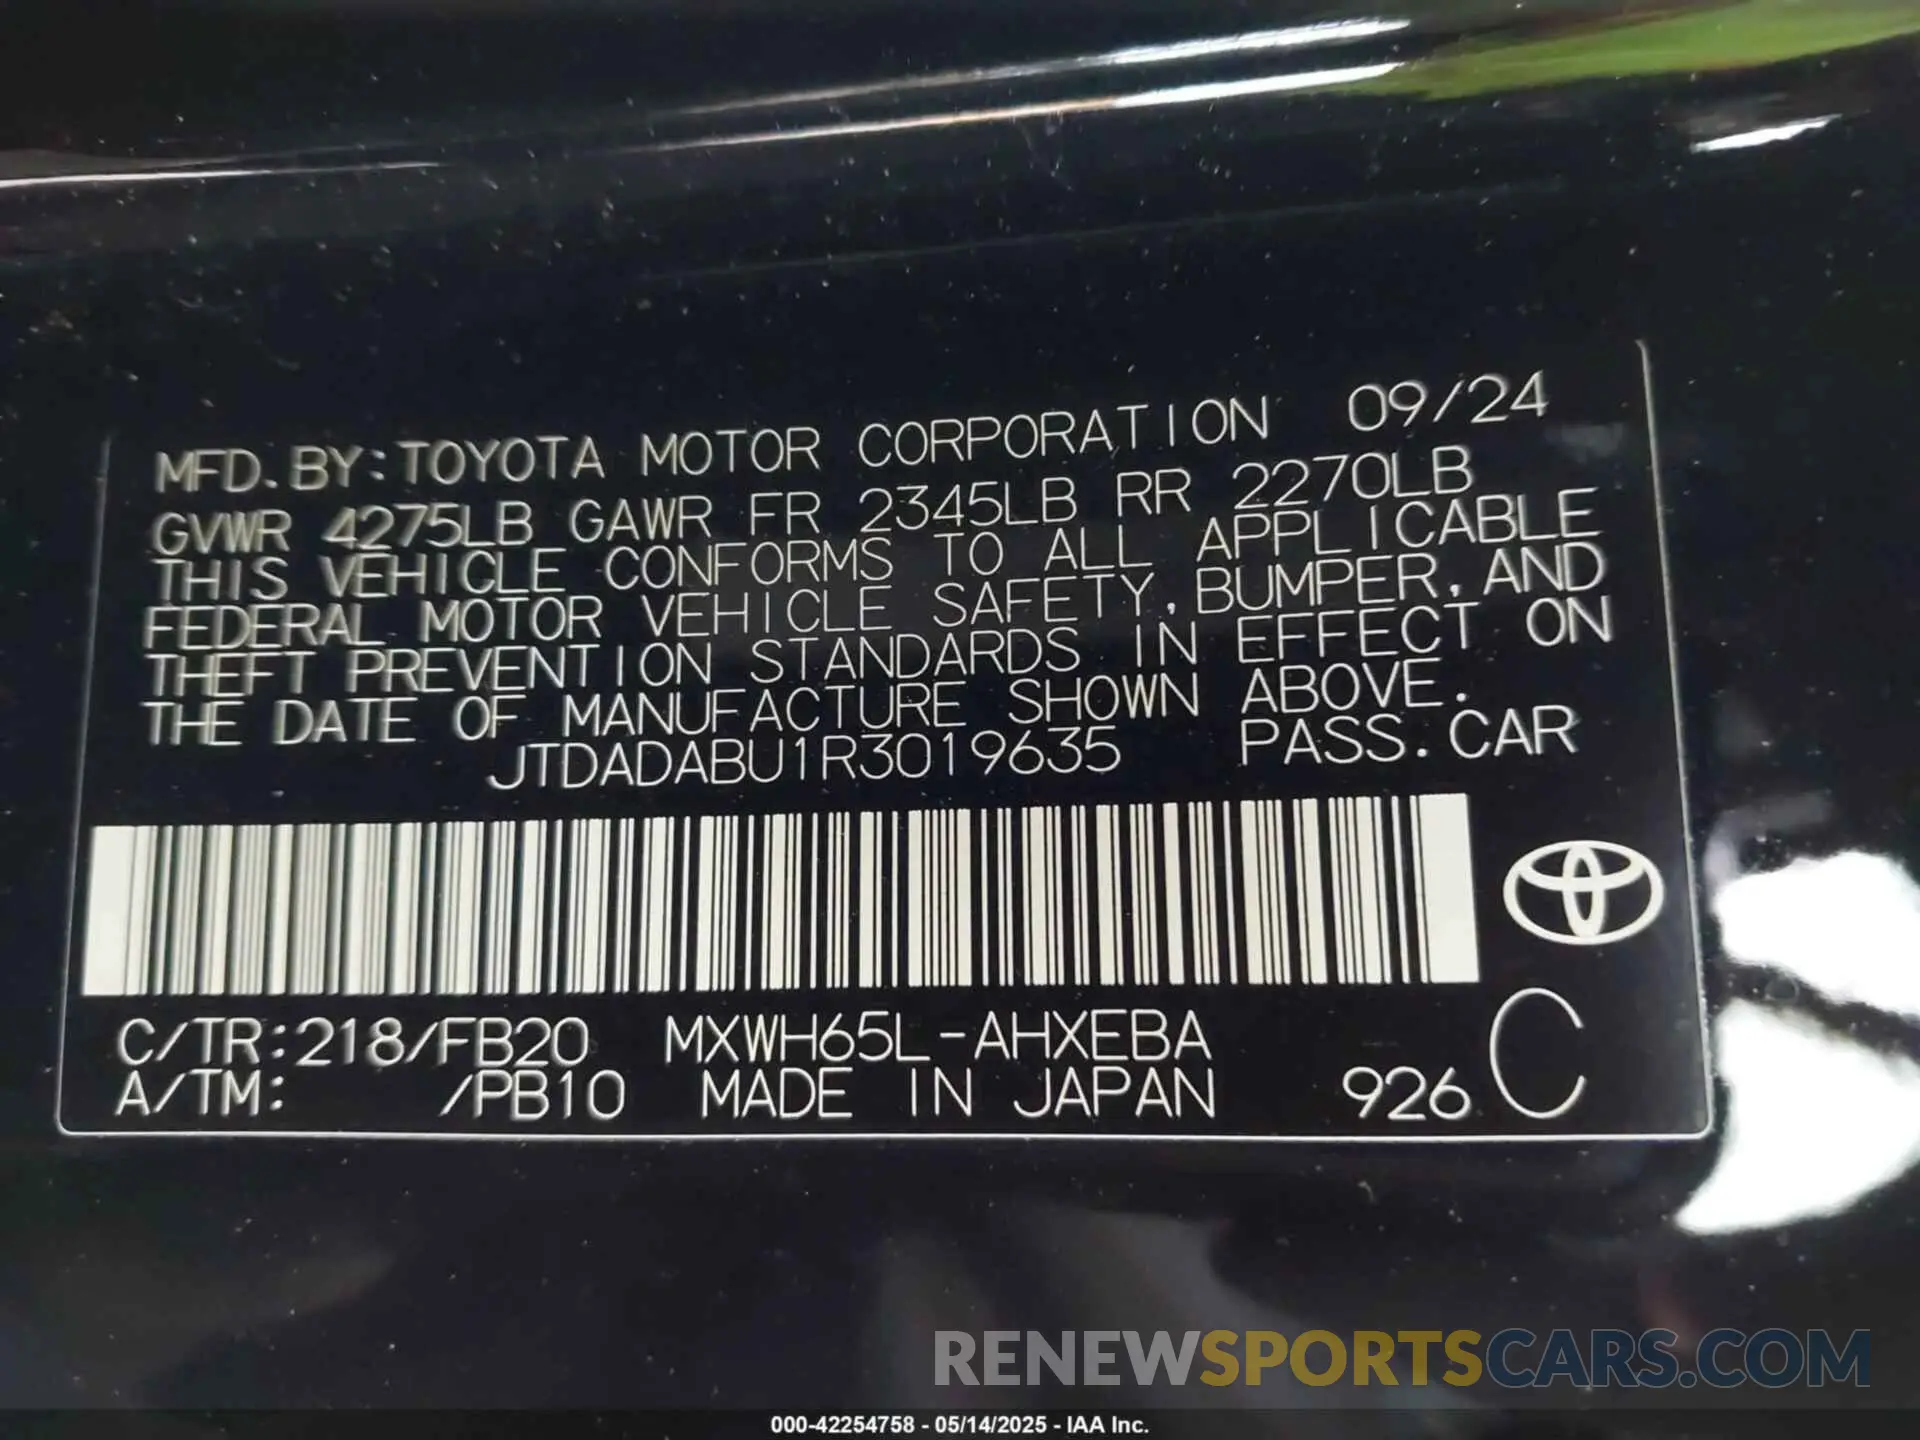 MFD. BY: TOYOTA MOTOR CORPORATION 09/24
GVWR 4275LB GAWR FR 2345LB RR 2270LB
THIS VEHICLE CONFORMS TO ALL APPLICABLE
FEDERAL MOTOR VEHICLE SAFETY, BUMPER, AND
THEFT PREVENTION STANDARDS IN EFFECT ON
THE DATE OF MANUFACTURE SHOWN ABOVE.
JTDADABU1R3019635 PASS. CAR
C/TR: 218/FB20 MXWH65L-AHXEBA
A/TM: /PB10 MADE IN JAPAN 926 C
RENEWSPORTSCARS.COM
000-42254758 - 05/14/2025 - IAA Inc.